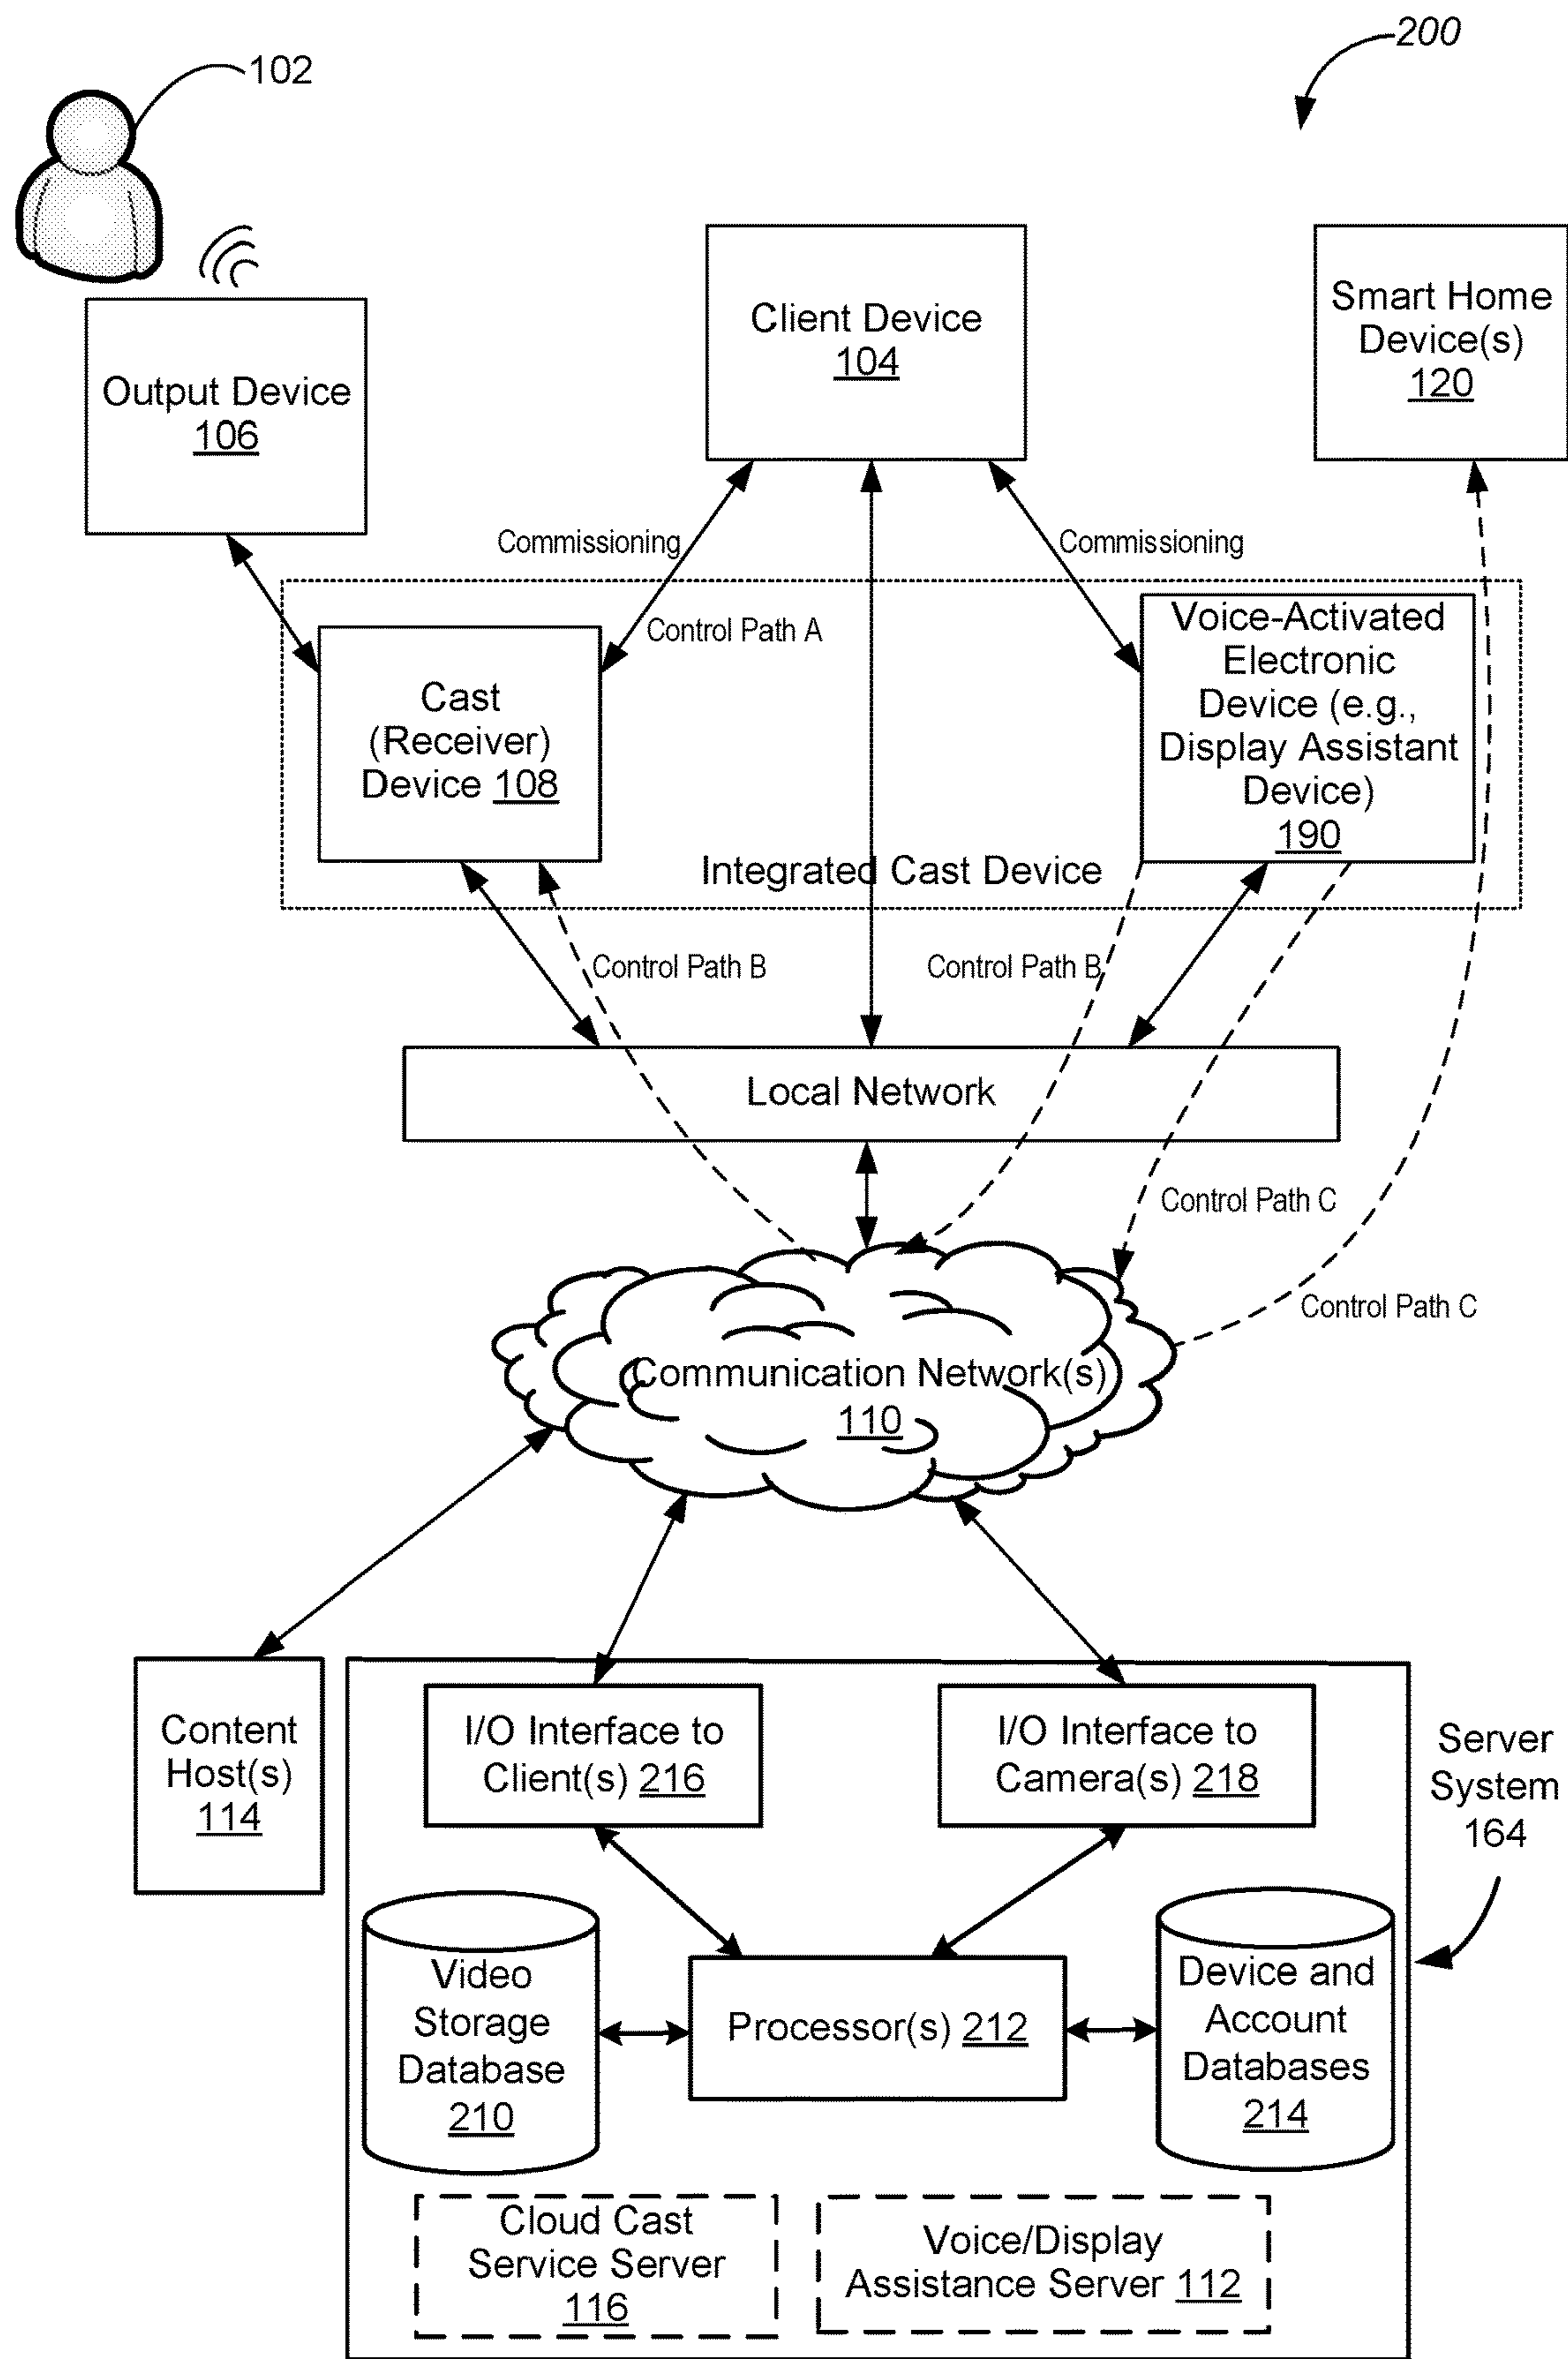 200
102
Client Device
104
Smart Home
Device(s)
120
Output Device
106
Commissioning
Commissioning
Control Path A
Cast
(Receiver)
Device 108
Voice-Activated
Electronic
Device (e.g.,
Display Assistant
Device)
190
Integrated Cast Device
Control Path B
Control Path B
Local Network
Control Path C
Control Path C
Communication Network(s)
110
Content
Host(s)
114
I/O Interface to
Client(s) 216
I/O Interface to
Camera(s) 218
Server
System
164
Video
Storage
Database
210
Processor(s) 212
Device and
Account
Databases
214
Cloud Cast
Service Server
116
Voice/Display
Assistance Server 112